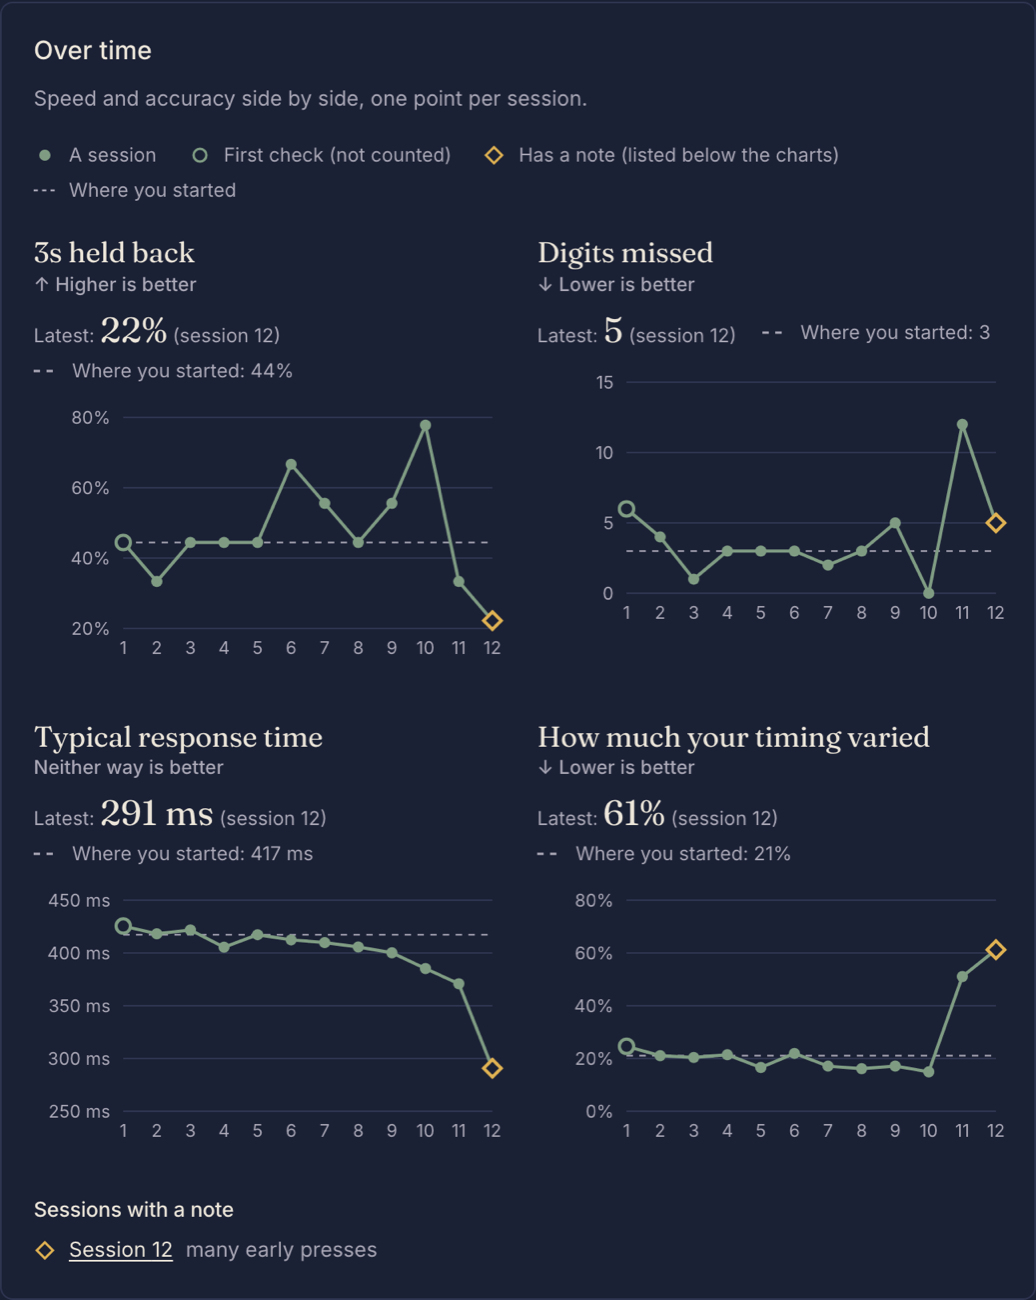 Over time
Speed and accuracy side by side, one point per session.
A session First check (not counted) Has a note (listed below the charts)
Where you started
3s held back
↑ Higher is better
Latest: 22% (session 12)
Where you started: 44%
80%
60%
40%
20%
1 2 3 4 5 6 7 8 9 10 11 12
Digits missed
↓ Lower is better
Latest: 5 (session 12) Where you started: 3
15
10
5
0
1 2 3 4 5 6 7 8 9 10 11 12
Typical response time
Neither way is better
Latest: 291 ms (session 12)
Where you started: 417 ms
450 ms
400 ms
350 ms
300 ms
250 ms
1 2 3 4 5 6 7 8 9 10 11 12
How much your timing varied
↓ Lower is better
Latest: 61% (session 12)
Where you started: 21%
80%
60%
40%
20%
0%
1 2 3 4 5 6 7 8 9 10 11 12
Sessions with a note
Session 12 many early presses